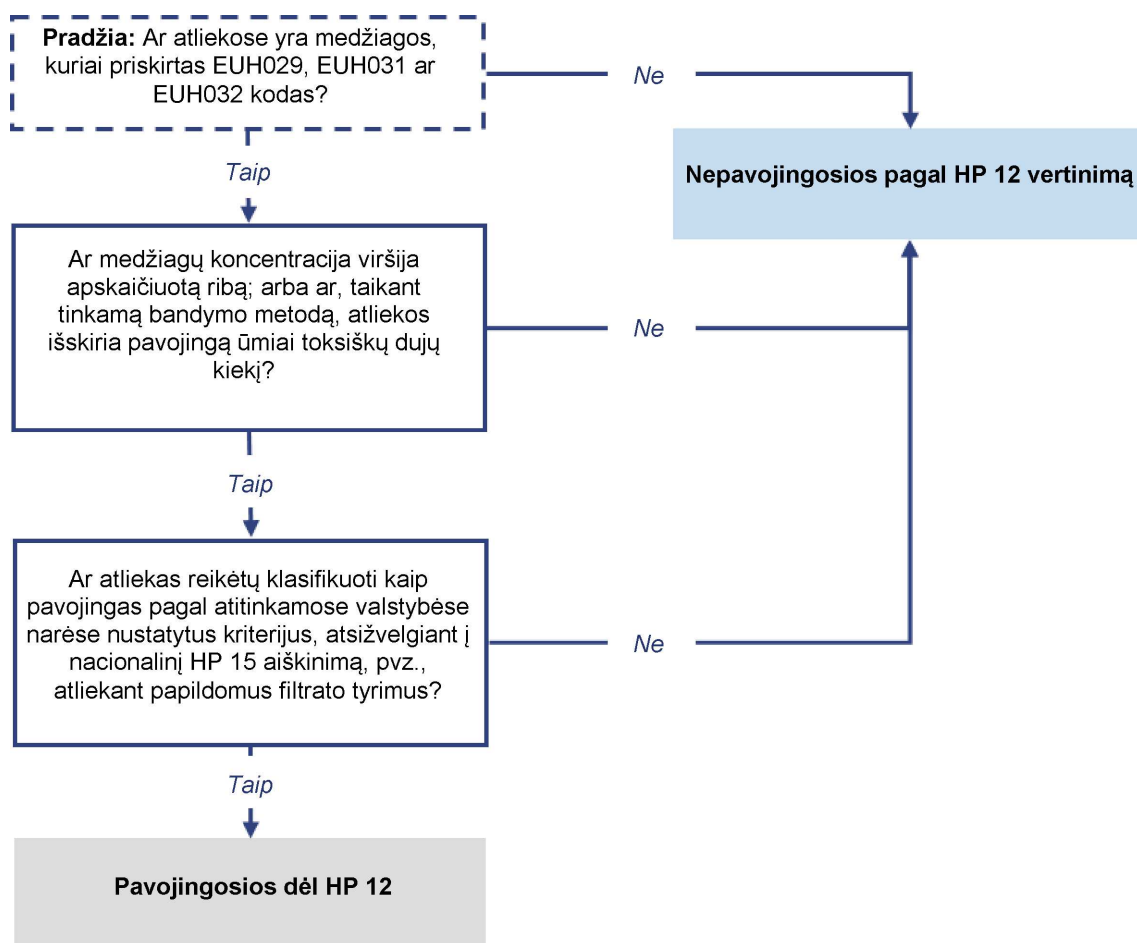 Pradžia: Ar atliekose yra medžiagos,
kuriai priskirtas EUH029, EUH031 ar
EUH032 kodas?
Ne
Taip
Nepavojingosios pagal HP 12 vertinimą
Ar medžiagų koncentracija viršija
apskaičiuotą ribą; arba ar, taikant
tinkamą bandymo metodą, atliekos
išskiria pavojingą ūmiai toksiškų dujų
kiekį?
Ne
Taip
Ar atliekas reikėtų klasifikuoti kaip
pavojingas pagal atitinkamose valstybėse
narėse nustatytus kriterijus, atsižvelgiant į
nacionalinį HP 15 aiškinimą, pvz.,
atliekant papildomus filtrato tyrimus?
Ne
Taip
Pavojingosios dėl HP 12